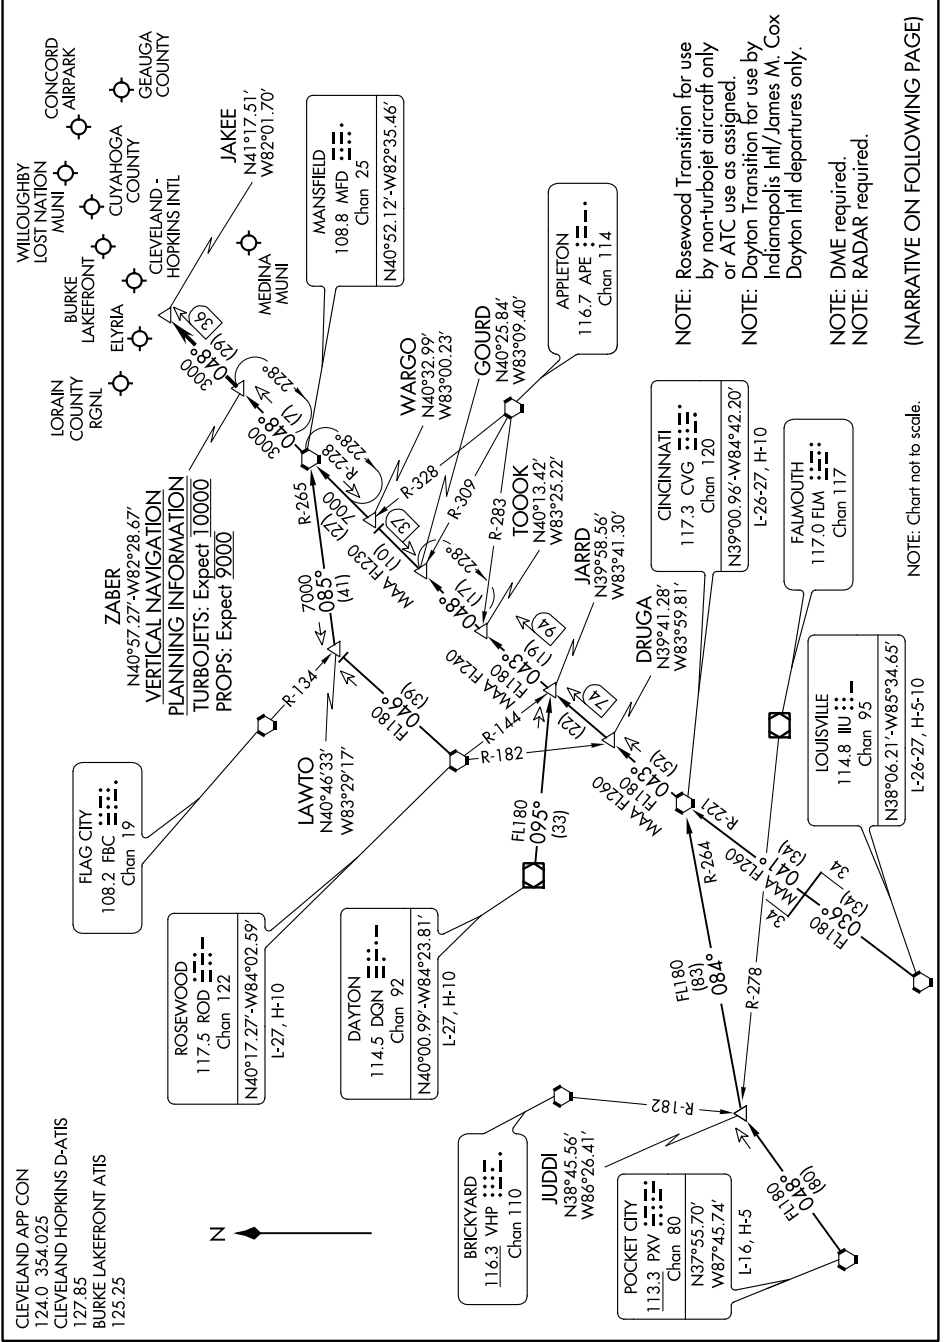 CLEVELAND APP CON
124.0 354.025
CLEVELAND HOPKINS D-ATIS
127.85
BURKE LAKEFRONT ATIS
125.25
N
ZABER
N40°57.27'-W82°28.67'
VERTICAL NAVIGATION
PLANNING INFORMATION
TURBOJETS: Expect 10000
PROPS: Expect 9000
LORAIN
COUNTY
RGNL
ELYRIA
BURKE
LAKEFRONT
WILLOUGHBY
LOST NATION
MUNI
CLEVELAND -
HOPKINS INTL
CUYAHOGA
COUNTY
CONCORD
AIRPARK
GEAUGA
COUNTY
MEDINA
MUNI
JAKEE
N41°17.51'
W82°01.70'
36
(29)
048°
3000
228°
(7)
048°
3000
MANSFIELD
108.8 MFD
Chan 25
N40°52.12'-W82°35.46'
FLAG CITY
108.2 FBC
Chan 19
R-134
LAWTO
N40°46'33'
W83°29'17'
R-265
7000
085°
(41)
FL180
046°
(39)
R-228
228°
7000
(27)
MAA FL230
(10)
37
WARGO
N40°32.99'
W83°00.23'
GOURD
N40°25.84'
W83°09.40'
R-328
R-309
R-283
APPLETON
116.7 APE
Chan 114
228°
(17)
048°
TOOOK
N40°13.42'
W83°25.22'
MAA FL240
FL180
043°
(19)
94
JARRD
N39°58.56'
W83°41.30'
ROSEWOOD
117.5 ROD
Chan 122
N40°17.27'-W84°02.59'
L-27, H-10
R-144
R-182
DAYTON
114.5 DQN
Chan 92
N40°00.99'-W84°23.81'
L-27, H-10
FL180
095°
(33)
(22)
74
DRUGA
N39°41.28'
W83°59.81'
MAA FL260
FL180
043°
(52)
CINCINNATI
117.3 CVG
Chan 120
N39°00.96'-W84°42.20'
L-26-27, H-10
BRICKYARD
116.3 VHP
Chan 110
R-182
JUDDI
N38°45.56'
W86°26.41'
FL180
(83)
084°
R-264
R-221
MAA FL260
041°
(34)
34
34
(34)
036°
FL180
R-278
FALMOUTH
117.0 FLM
Chan 117
LOUISVILLE
114.8 IIU
Chan 95
N38°06.21'-W85°34.65'
L-26-27, H-5-10
POCKET CITY
113.3 PXV
Chan 80
N37°55.70'
W87°45.74'
L-16, H-5
FL180
048°
(80)
NOTE: Rosewood Transition for use
by non-turbojet aircraft only
or ATC use as assigned.
NOTE: Dayton Transition for use by
Indianapolis Intl/James M. Cox
Dayton Intl departures only.
NOTE: DME required.
NOTE: RADAR required.
NOTE: Chart not to scale.
(NARRATIVE ON FOLLOWING PAGE)